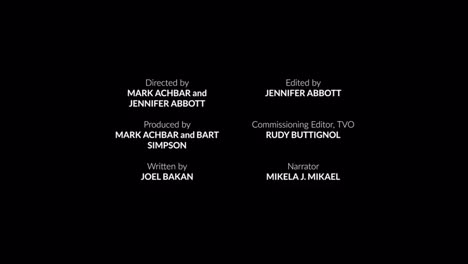 Directed by
MARK ACHBAR and
JENNIFER ABBOTT
Produced by
MARK ACHBAR and BART
SIMPSON
Written by
JOEL BAKAN
Edited by
JENNIFER ABBOTT
Commissioning Editor, TVO
RUDY BUTTIGNOL
Narrator
MIKELA J. MIKAEL